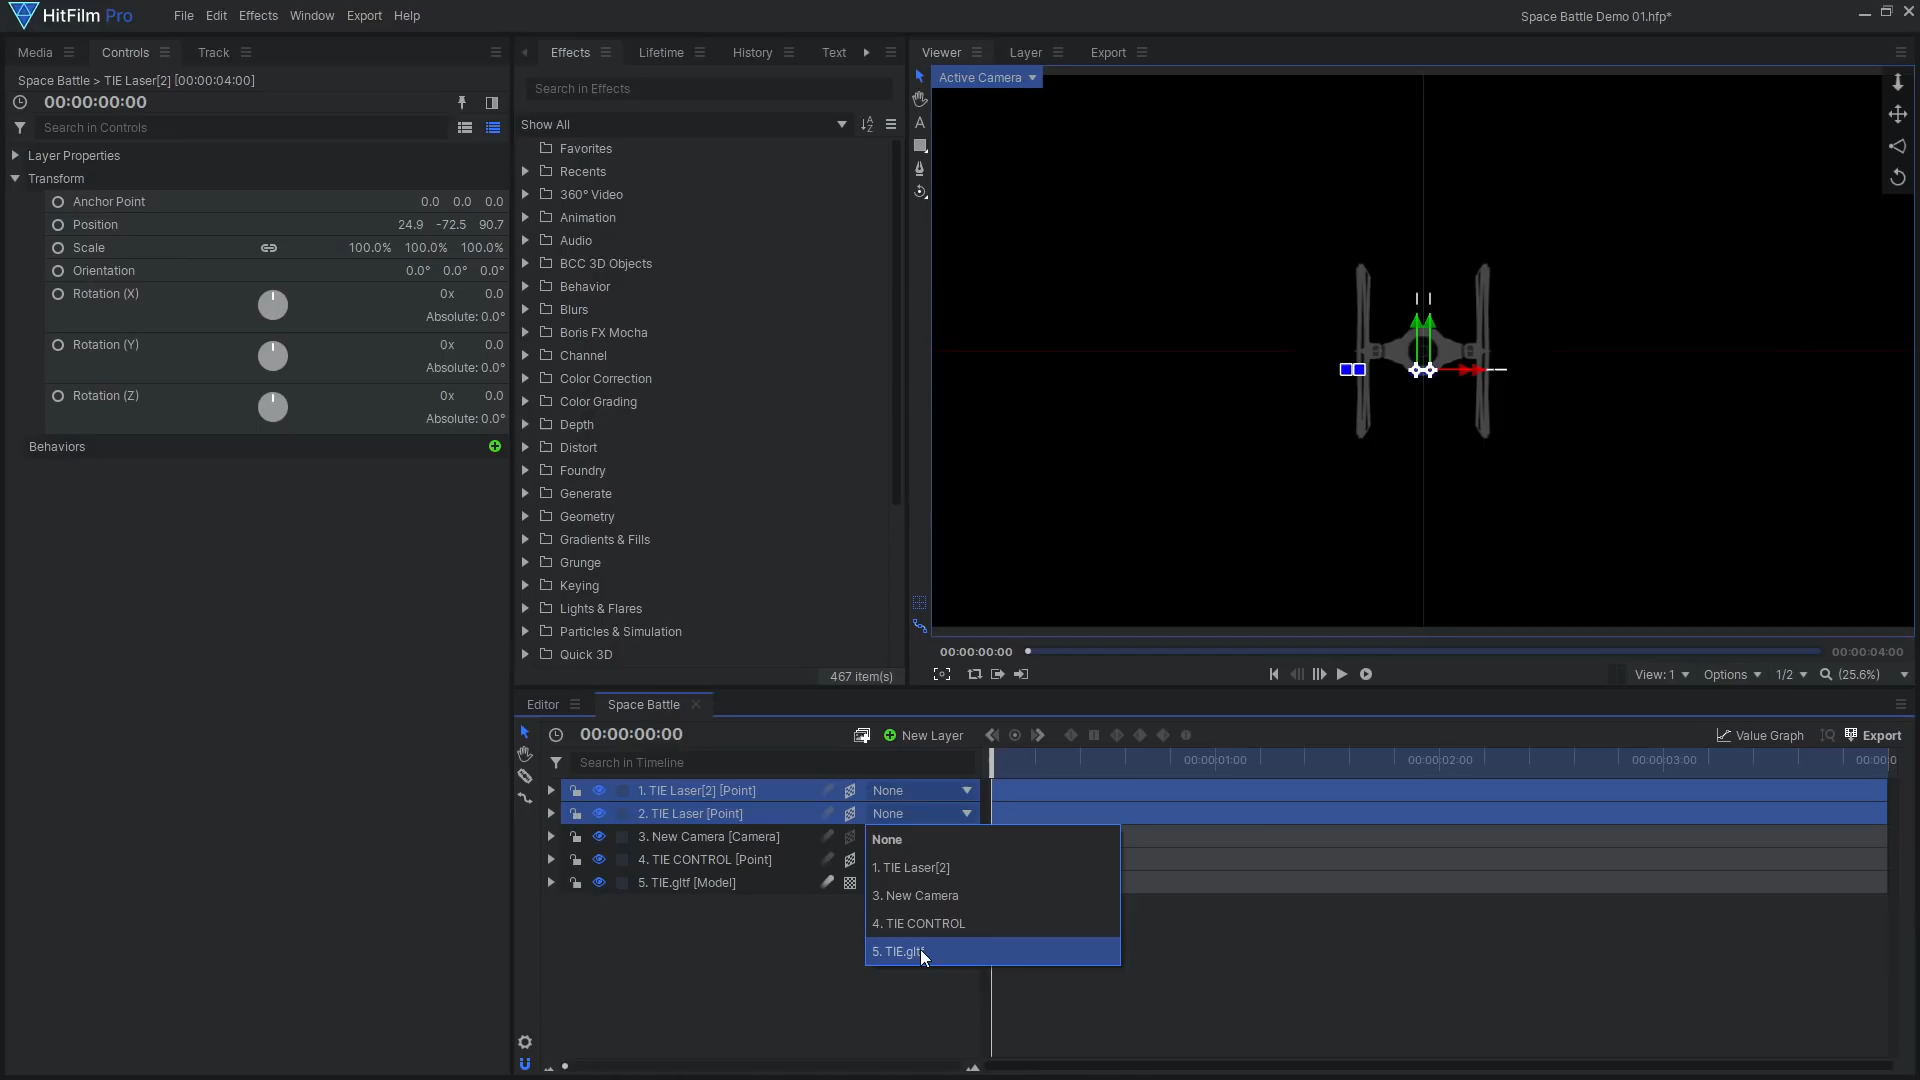 HitFilm Pro
File Edit Effects Window Export Help
Space Battle Demo 01.hfp*
Media Controls Track
Space Battle > TIE Laser[2] [00:00:04:00]
00:00:00:00
Search in Controls
Layer Properties
Transform
Anchor Point 0.0 0.0 0.0
Position 24.9 -72.5 90.7
Scale 100.0% 100.0% 100.0%
Orientation 0.0° 0.0° 0.0°
Rotation (X) 0x 0.0
Absolute: 0.0°
Rotation (Y) 0x 0.0
Absolute: 0.0°
Rotation (Z) 0x 0.0
Absolute: 0.0°
Behaviors
Effects Lifetime History Text
Search in Effects
Show All
Favorites
Recents
360° Video
Animation
Audio
BCC 3D Objects
Behavior
Blurs
Boris FX Mocha
Channel
Color Correction
Color Grading
Depth
Distort
Foundry
Generate
Geometry
Gradients & Fills
Grunge
Keying
Lights & Flares
Particles & Simulation
Quick 3D
467 item(s)
Viewer Layer Export
Active Camera
00:00:00:00 00:00:04:00
View: 1 Options 1/2 (25.6%)
Editor Space Battle
00:00:00:00 New Layer Value Graph Export
Search in Timeline
00:00:01:00 00:00:02:00 00:00:03:00 00:00:0
1. TIE Laser[2] [Point] None
2. TIE Laser [Point] None
3. New Camera [Camera]
4. TIE CONTROL [Point]
5. TIE.gltf [Model]
None
1. TIE Laser[2]
3. New Camera
4. TIE CONTROL
5. TIE.gltf